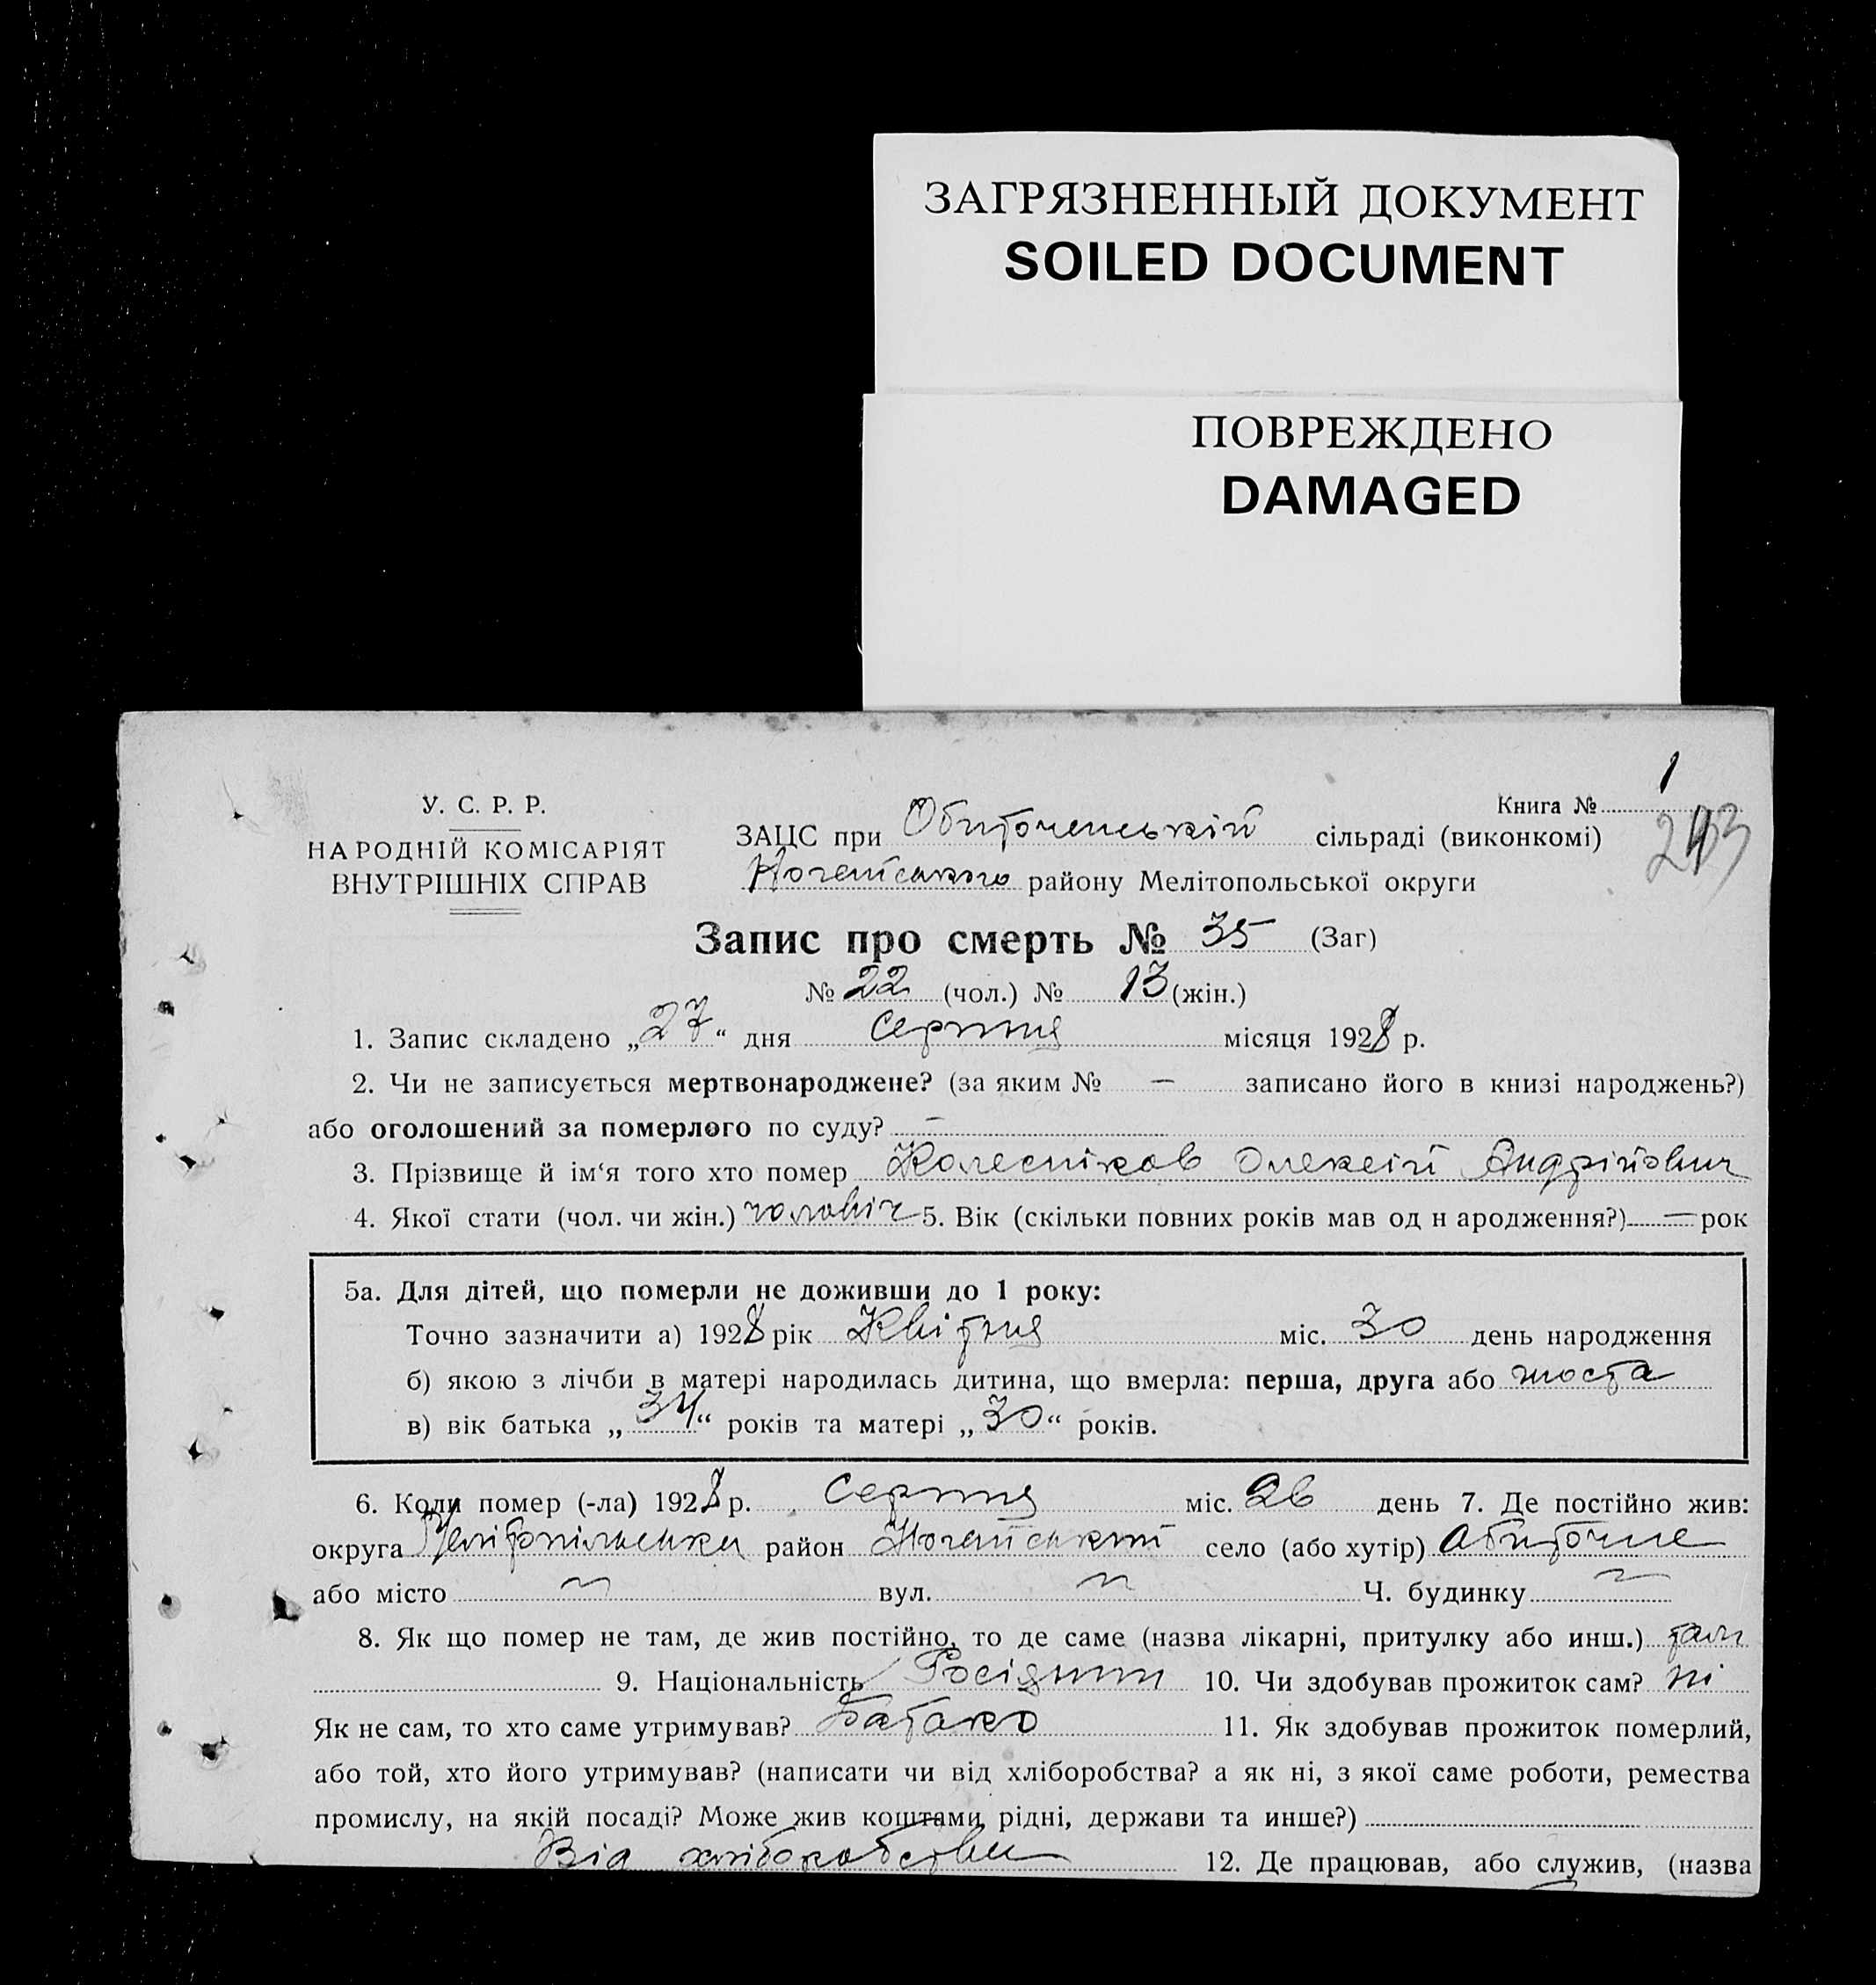 ЗАГРЯЗНЕННЫЙ ДОКУМЕНТ
SOILED DOCUMENT
ПОВРЕЖДЕНО
DAMAGED
У. С. Р. Р.
НАРОДНІЙ КОМІСАРІЯТ
ВНУТРІШНІХ СПРАВ
Книга № 1
ЗАЦС при Обиточенській сільраді (виконкомі)
Ногайського району Мелітопольської округи
Запис про смерть № 35 (Заг)
№ 22 (чол.) № 13 (жін.)
1. Запис складено „27“ дня серпня місяця 1928 р.
2. Чи не записується мертвонароджене? (за яким № — записано його в книзі народжень?)
або оголошений за померлого по суду? —
3. Прізвище й ім‘я того хто помер Колесніков Олексій Андрійович
4. Якої стати (чол. чи жін.) чоловіч 5. Вік (скільки повних років мав од н ародження?) — рок
5а. Для дітей, що померли не доживши до 1 року:
Точно зазначити а) 1928 рік Квітня міс. 30 день народження
б) якою з лічби в матері народилась дитина, що вмерла: перша, друга або шоста
в) вік батька „34“ років та матері „30“ років.
6. Коли помер (-ла) 1928 р. Серпня міс. 26 день 7. Де постійно жив:
округа Мелітопільська район Ногайський село (або хутір) Обиточне
або місто вул. Ч. будинку
8. Як що помер не там, де жив постійно, то де саме (назва лікарні, притулку або инш.) там
9. Національність Росіянин 10. Чи здобував прожиток сам? ні
Як не сам, то хто саме утримував? Батько 11. Як здобував прожиток померлий,
або той, хто його утримував? (написати чи від хліборобства? а як ні, з якої саме роботи, ремества
промислу, на якій посаді? Може жив коштами рідні, держави та инше?)
Від хліборобства 12. Де працював, або служив, (назва